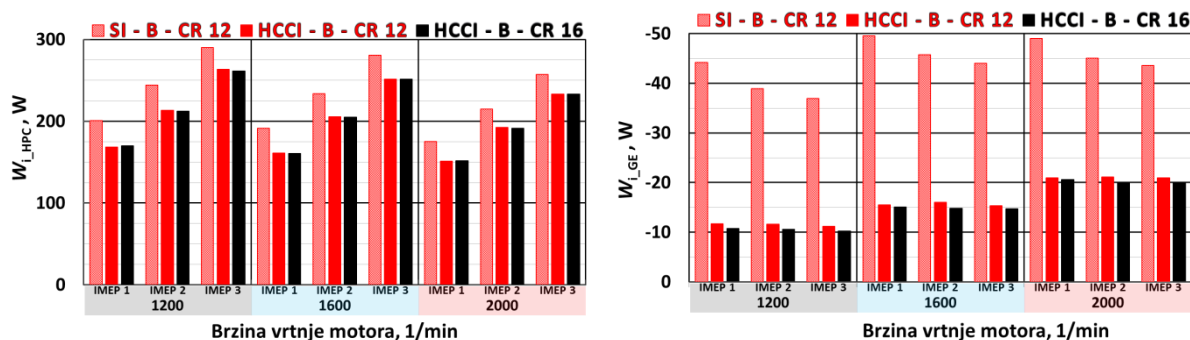 SI - B - CR 12 HCCI - B - CR 12 HCCI - B - CR 16
300
200
100
0
W i_HPC , W
IMEP 1 IMEP 2 IMEP 3 IMEP 1 IMEP 2 IMEP 3 IMEP 1 IMEP 2 IMEP 3
1200 1600 2000
Brzina vrtnje motora, 1/min
SI - B - CR 12 HCCI - B - CR 12 HCCI - B - CR 16
-50
-40
-30
-20
-10
0
W i_GE , W
IMEP 1 IMEP 2 IMEP 3 IMEP 1 IMEP 2 IMEP 3 IMEP 1 IMEP 2 IMEP 3
1200 1600 2000
Brzina vrtnje motora, 1/min